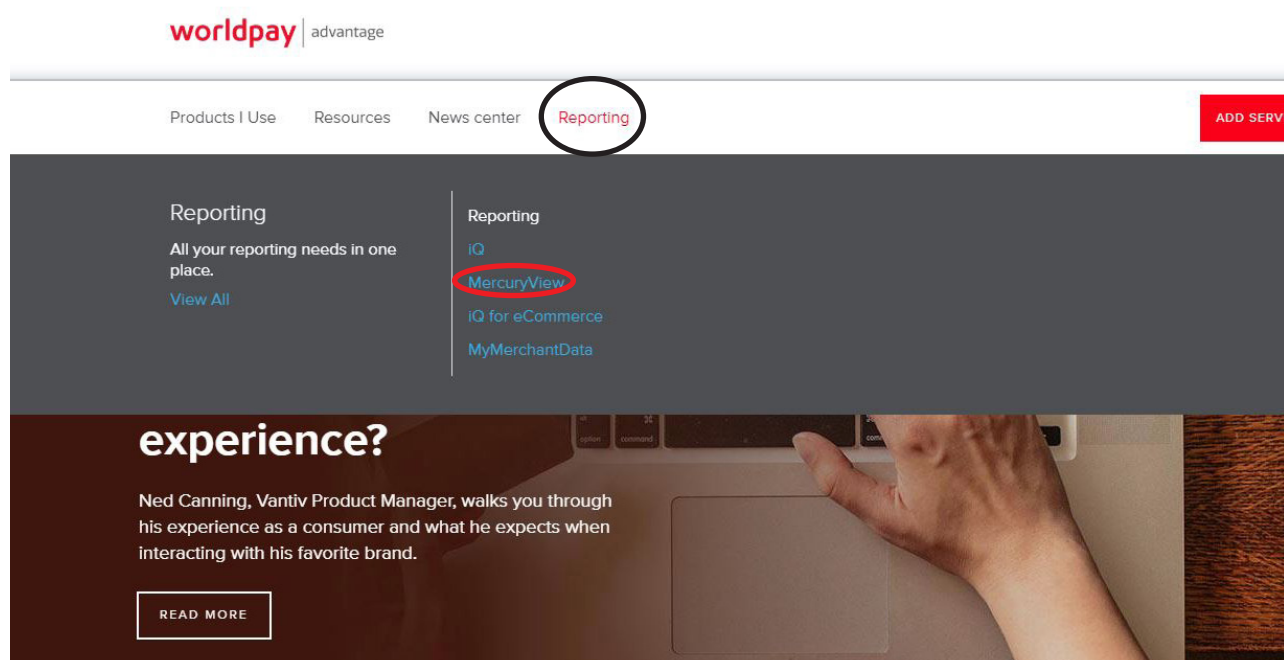 worldpay advantage
Products I Use Resources News center Reporting
ADD SERV
Reporting
All your reporting needs in one
place.
View All
Reporting
iQ
MercuryView
iQ for eCommerce
MyMerchantData
experience?
Ned Canning, Vantiv Product Manager, walks you through
his experience as a consumer and what he expects when
interacting with his favorite brand.
READ MORE
option command